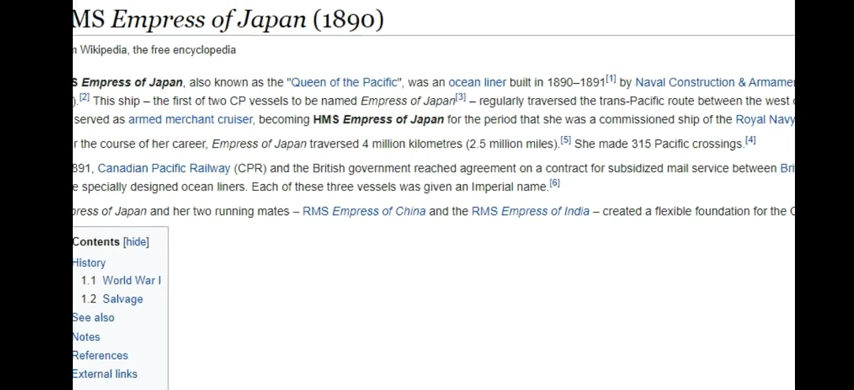 MS Empress of Japan (1890)
Wikipedia, the free encyclopedia
Empress of Japan, also known as the "Queen of the Pacific", was an ocean liner built in 1890–1891[1] by Naval Construction & Armame
).[2] This ship – the first of two CP vessels to be named Empress of Japan[3] – regularly traversed the trans-Pacific route between the west
served as armed merchant cruiser, becoming HMS Empress of Japan for the period that she was a commissioned ship of the Royal Navy
r the course of her career, Empress of Japan traversed 4 million kilometres (2.5 million miles).[5] She made 315 Pacific crossings.[4]
891, Canadian Pacific Railway (CPR) and the British government reached agreement on a contract for subsidized mail service between Bri
e specially designed ocean liners. Each of these three vessels was given an Imperial name.[6]
press of Japan and her two running mates – RMS Empress of China and the RMS Empress of India – created a flexible foundation for the C
Contents [hide]
History
1.1 World War I
1.2 Salvage
See also
Notes
References
External links